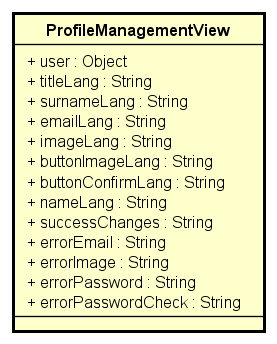 ProfileManagementView
+ user : Object
+ titleLang : String
+ surnameLang : String
+ emailLang : String
+ imageLang : String
+ buttonImageLang : String
+ buttonConfirmLang : String
+ nameLang : String
+ successChanges : String
+ errorEmail : String
+ errorImage : String
+ errorPassword : String
+ errorPasswordCheck : String